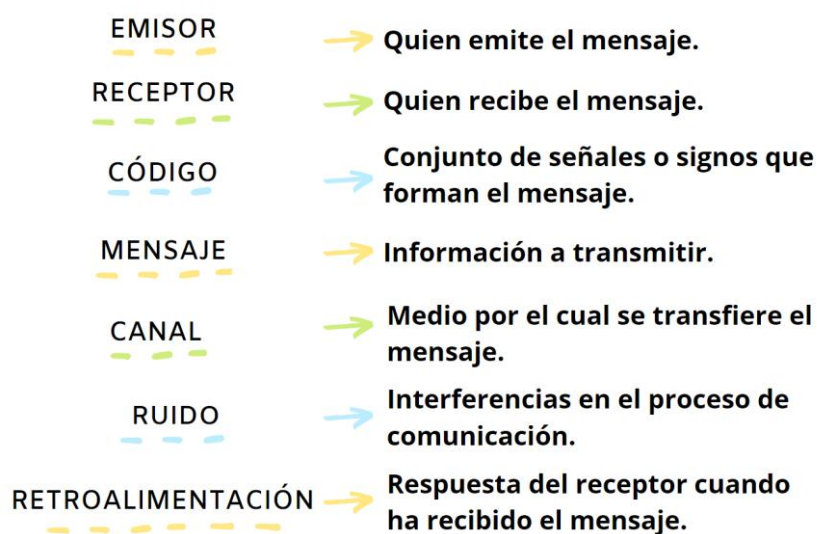 EMISOR
Quien emite el mensaje.
RECEPTOR
Quien recibe el mensaje.
CÓDIGO
Conjunto de señales o signos que
forman el mensaje.
MENSAJE
Información a transmitir.
CANAL
Medio por el cual se transfiere el
mensaje.
RUIDO
Interferencias en el proceso de
comunicación.
RETROALIMENTACIÓN
Respuesta del receptor cuando
ha recibido el mensaje.